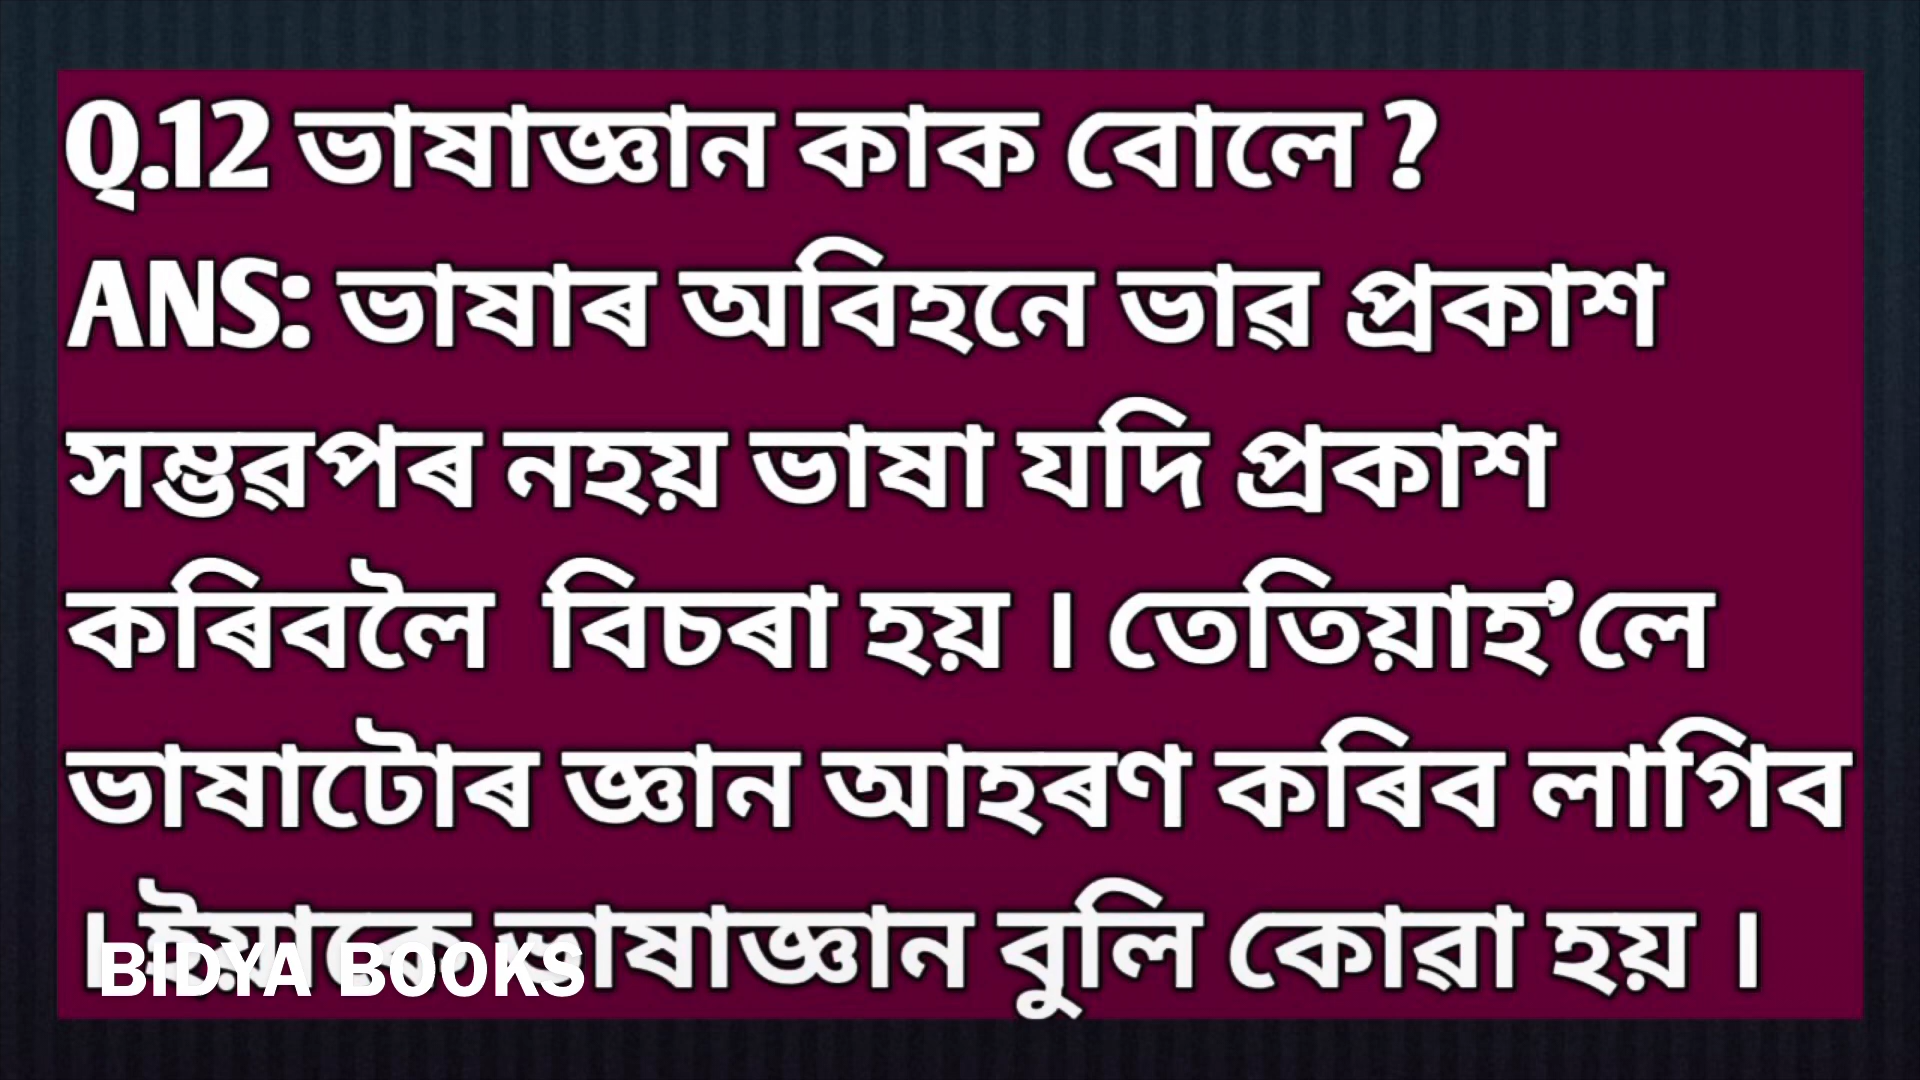 Q.12 ভাষাজ্ঞান কাক বোলে ?
ANS: ভাষাৰ অবিহনে ভাৱ প্ৰকাশ
সম্ভৱপৰ নহয় ভাষা যদি প্ৰকাশ
কৰিবলৈ বিচৰা হয় । তেতিয়াহ’লে
ভাষাটোৰ জ্ঞান আহৰণ কৰিব লাগিব
। ইয়াকে ভাষাজ্ঞান বুলি কোৱা হয় ।
BIDYA BOOKS